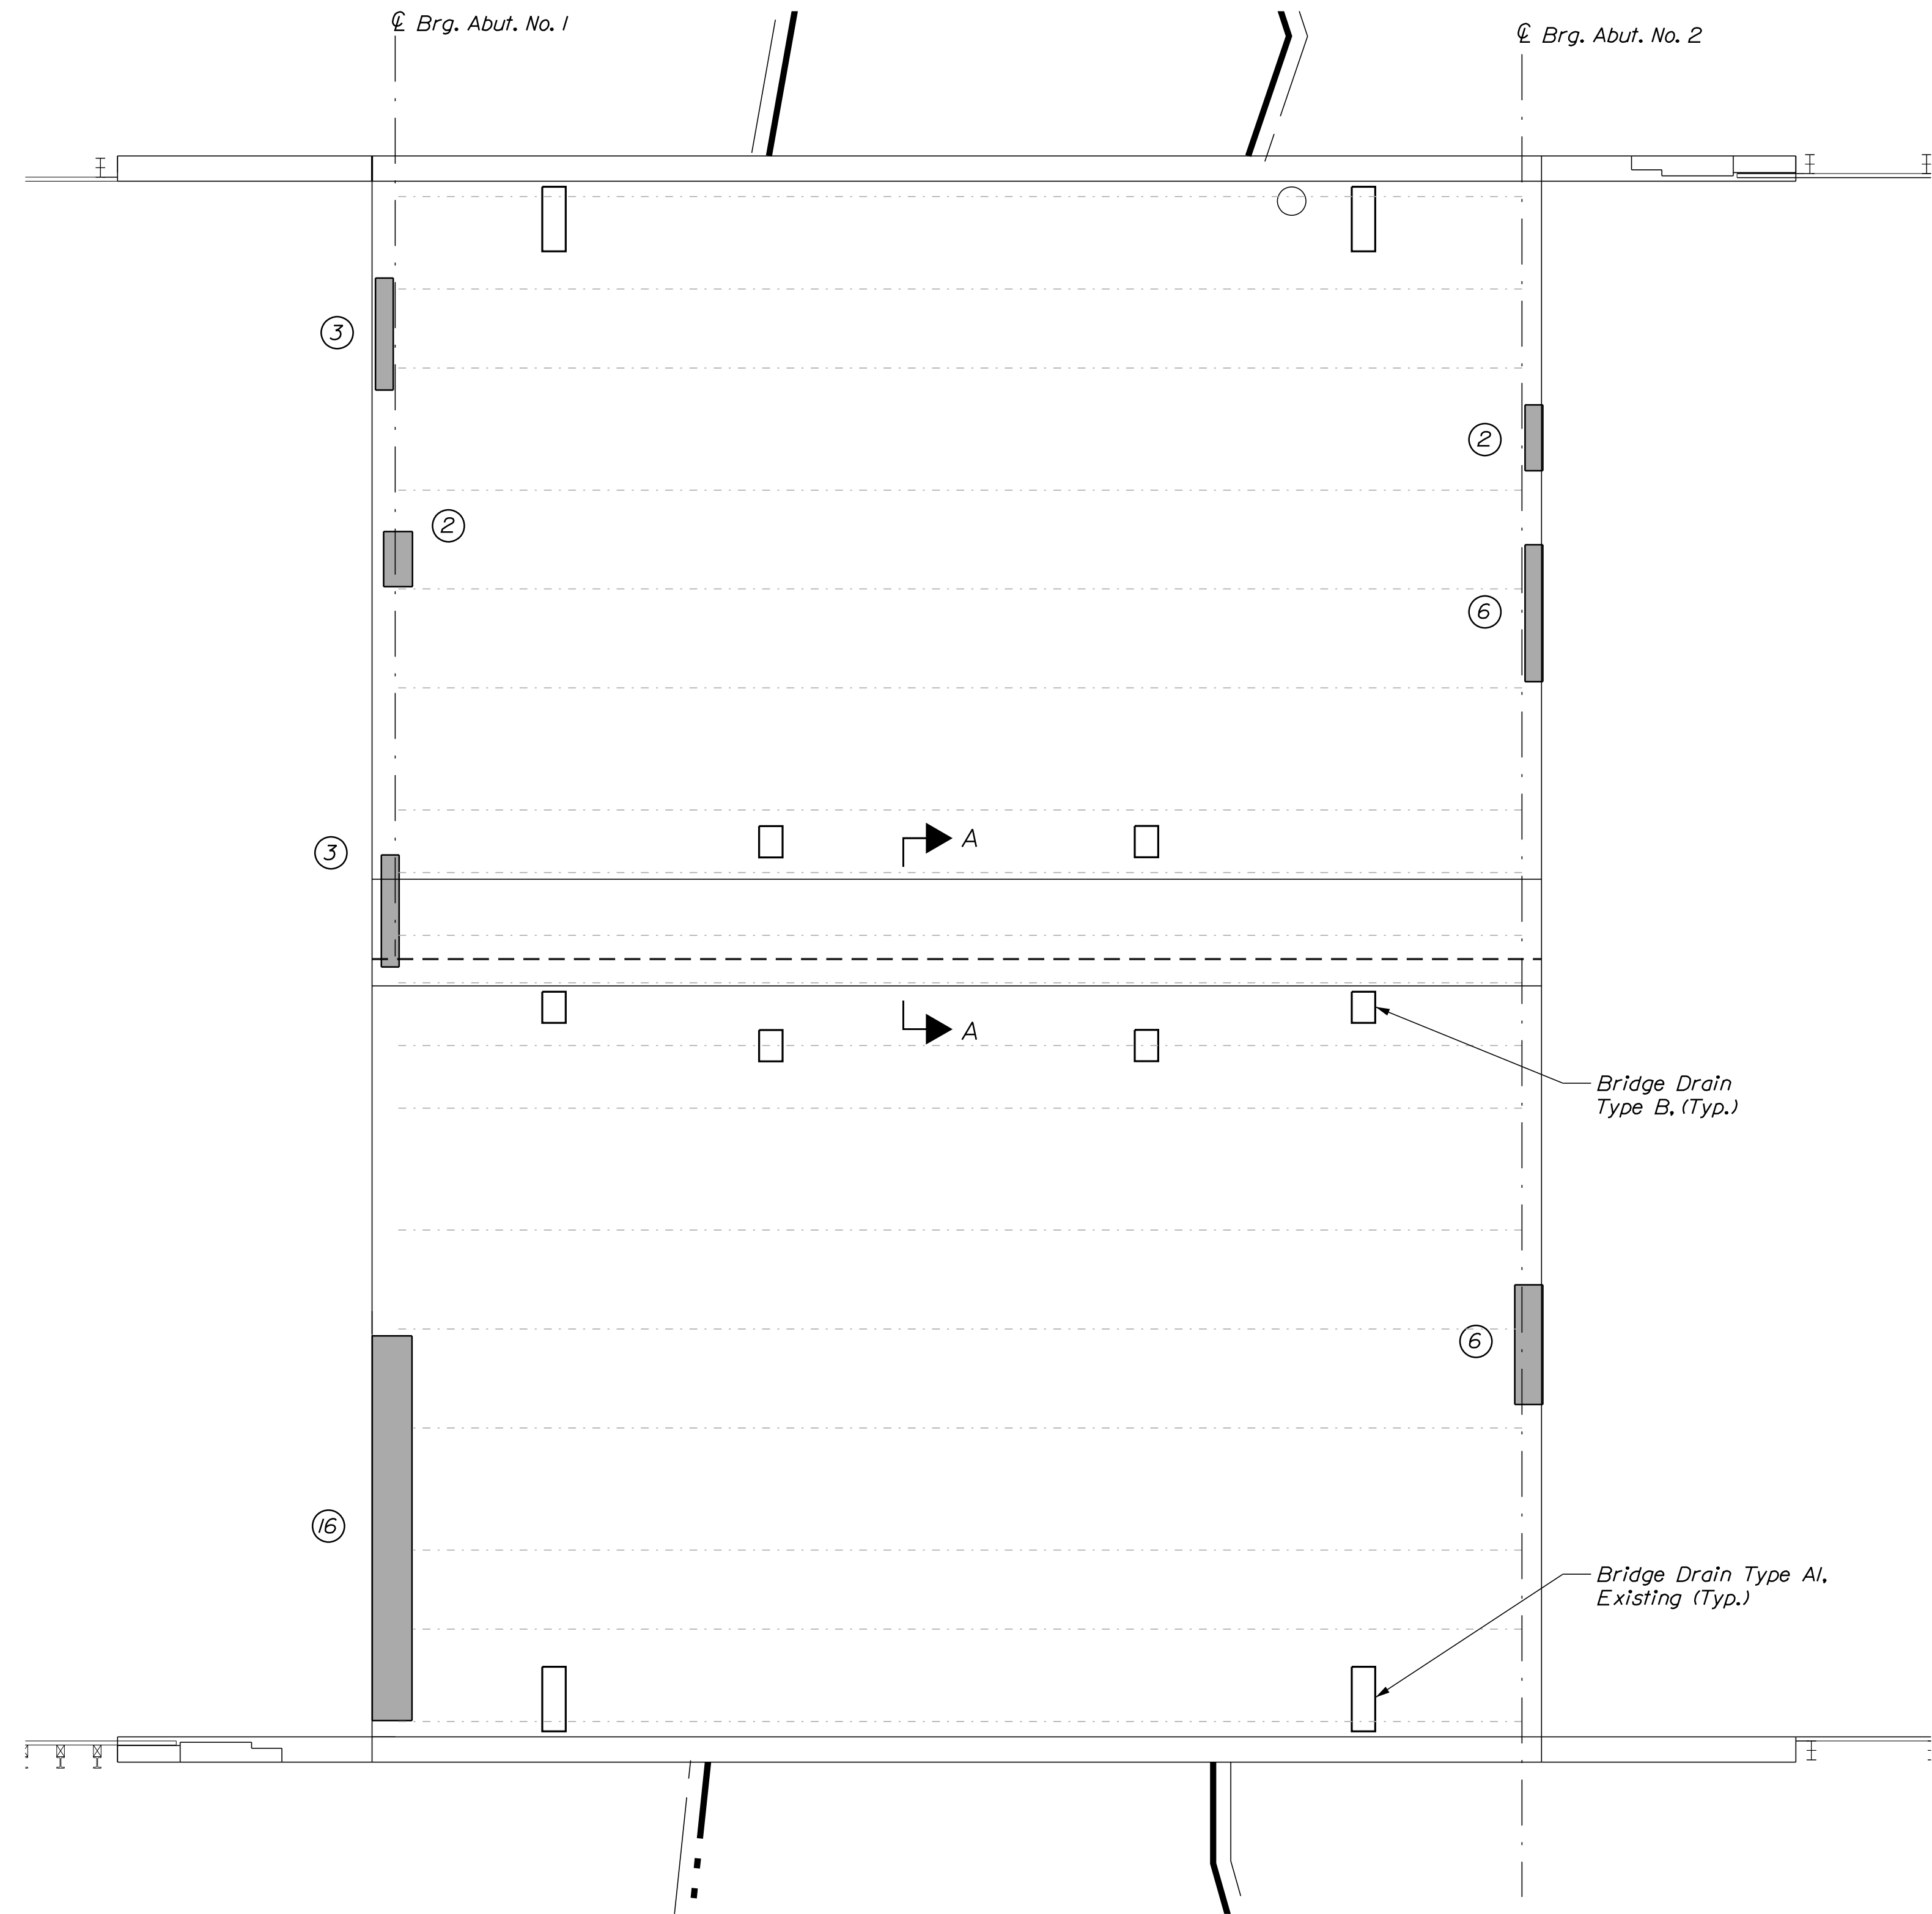 ℄ Brg. Abut. No. 1
℄ Brg. Abut. No. 2
3
2
2
6
A
3
A
Bridge Drain
Type B, (Typ.)
6
16
Bridge Drain Type A1,
Existing (Typ.)